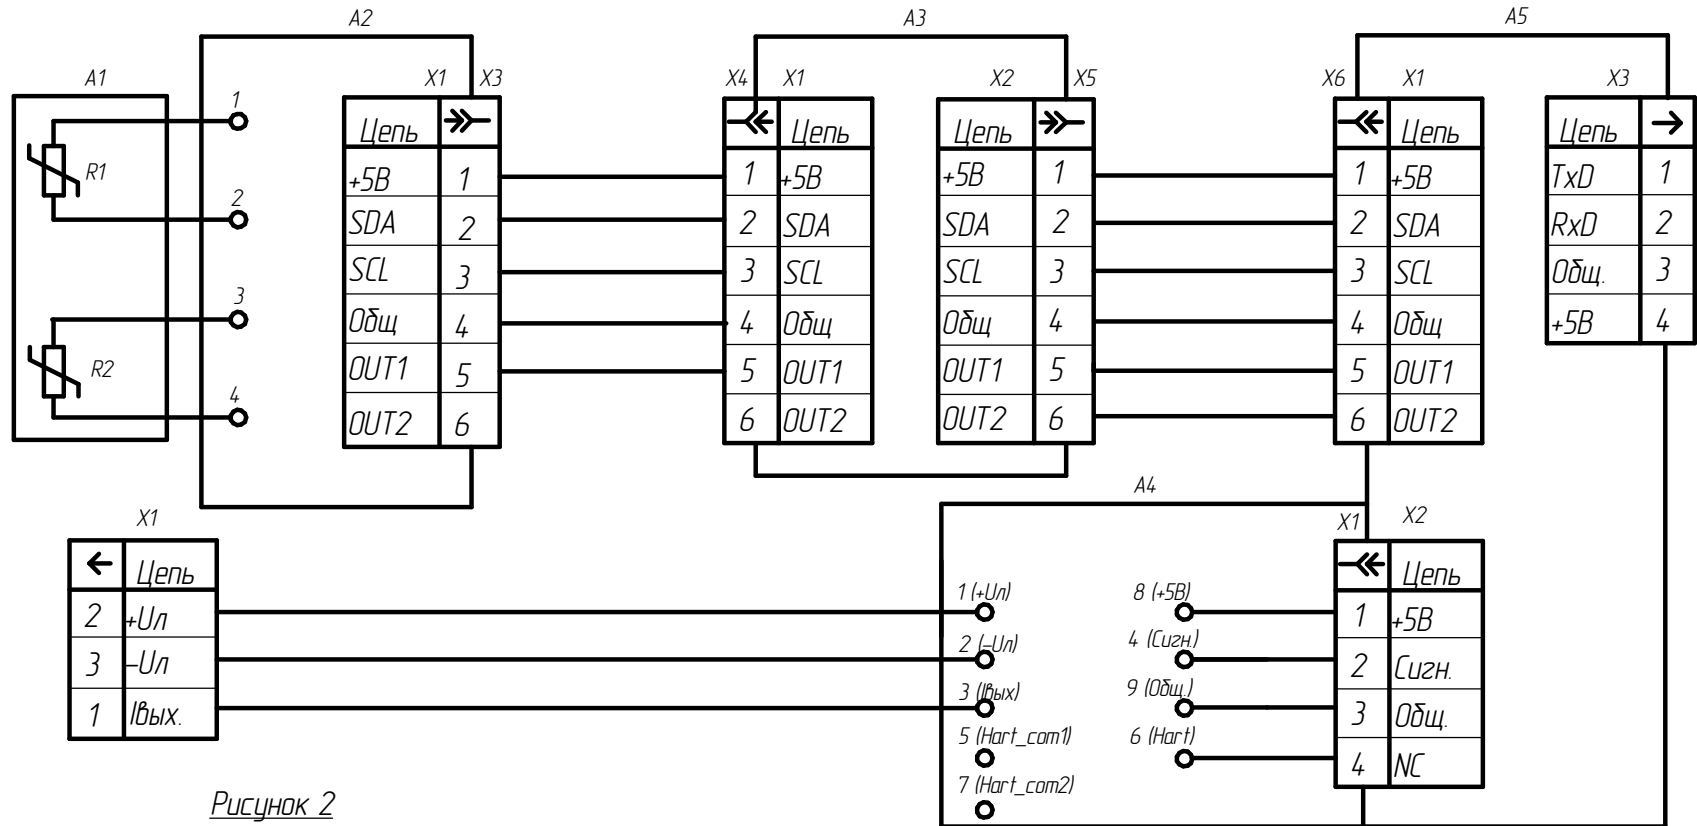 A2
A3
A5
A1
X1 X3
X4 X1
X2 X5
X6 X1
X3
1
Цепь
Цепь
Цепь
Цепь
Цепь
R1
+5В 1
1 +5В
+5В 1
1 +5В
TxD 1
2
SDA 2
2 SDA
SDA 2
2 SDA
RxD 2
SCL 3
3 SCL
SCL 3
3 SCL
Общ. 3
3
Общ 4
4 Общ
Общ 4
4 Общ
+5В 4
R2
OUT1 5
5 OUT1
OUT1 5
5 OUT1
4
OUT2 6
6 OUT2
OUT2 6
6 OUT2
A4
X1
X1 X2
Цепь
Цепь
2 +Uл
1 (+Uл)
8 (+5В)
1 +5В
3 –Uл
2 (–Uл)
4 (Сигн.)
2 Сигн.
1 Iвых.
3 (Iвых)
9 (Общ.)
3 Общ.
5 (Hart_com1)
6 (Hart)
4 NC
7 (Hart_com2)
Рисунок 2